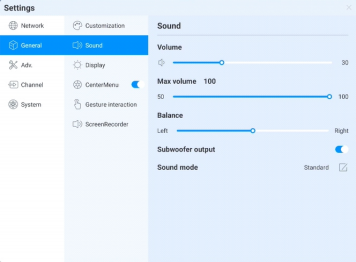 Settings
Network
General
Adv.
Channel
System
Customization
Sound
Display
CenterMenu
Gesture interaction
ScreenRecorder
Sound
Volume
30
Max volume 100
50 100
Balance
Left Right
Subwoofer output
Sound mode Standard